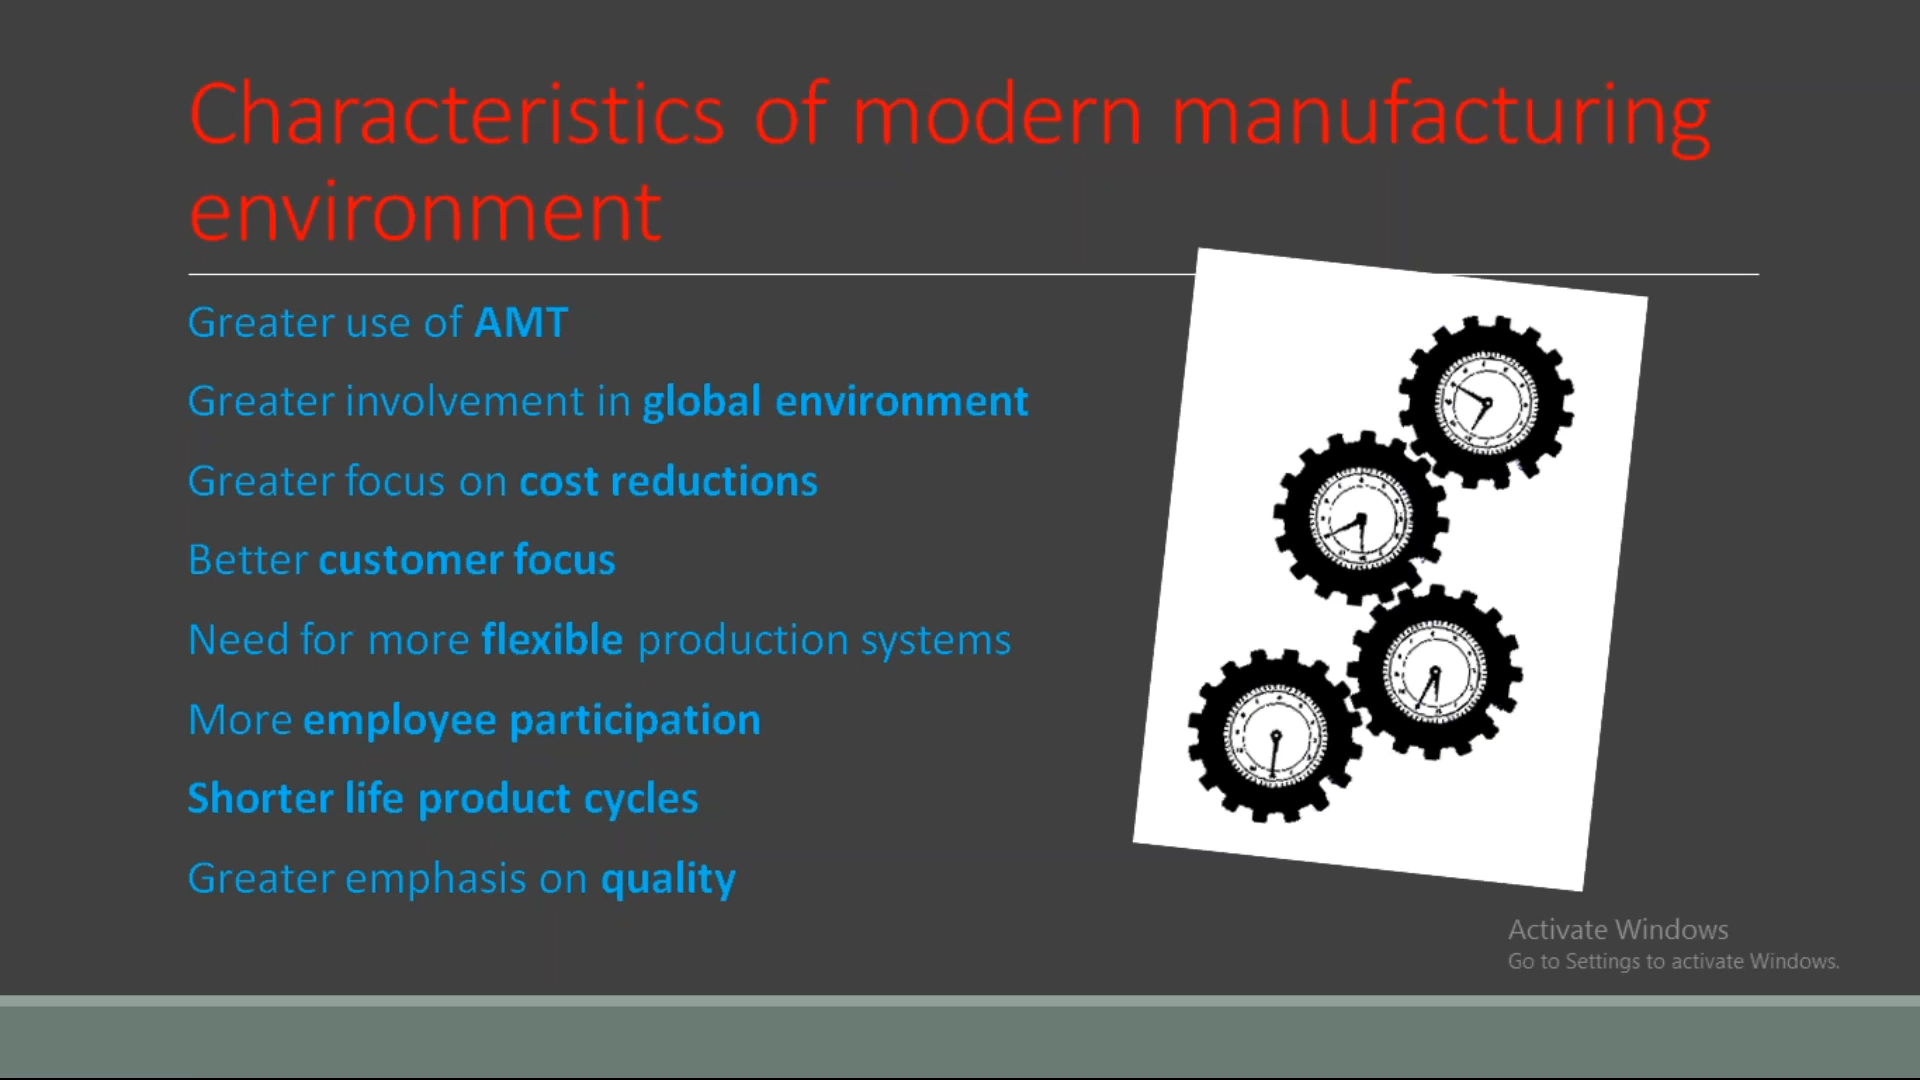 Characteristics of modern manufacturing
environment
Greater use of AMT
Greater involvement in global environment
Greater focus on cost reductions
Better customer focus
Need for more flexible production systems
More employee participation
Shorter life product cycles
Greater emphasis on quality
Activate Windows
Go to Settings to activate Windows.